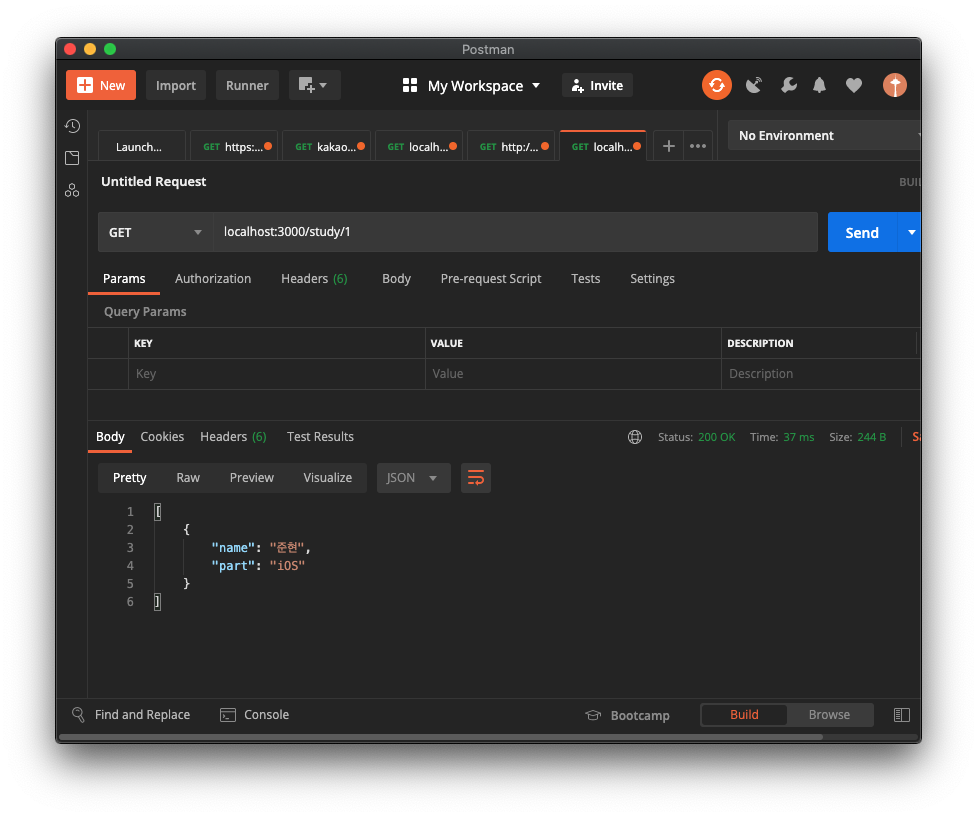 Postman
New Import Runner My Workspace Invite
Launch... GET https:... GET kakao... GET localh... GET http:/... GET localh... + ••• No Environment
Untitled Request BUIL
GET localhost:3000/study/1 Send
Params Authorization Headers (6) Body Pre-request Script Tests Settings
Query Params
KEY VALUE DESCRIPTION
Key Value Description
Body Cookies Headers (6) Test Results Status: 200 OK Time: 37 ms Size: 244 B Sa
Pretty Raw Preview Visualize JSON
1 [
2 {
3 "name": "준현",
4 "part": "iOS"
5 }
6 ]
Find and Replace Console Bootcamp Build Browse